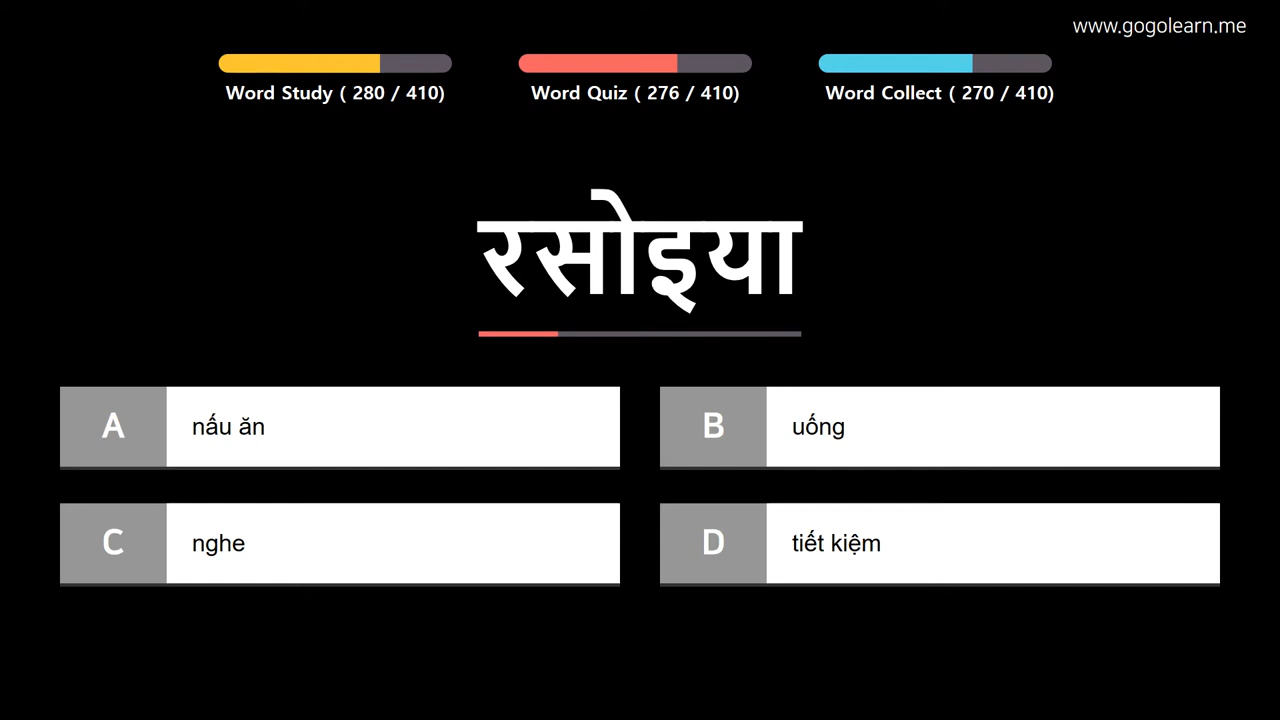 www.gogolearn.me
Word Study ( 280 / 410)
Word Quiz ( 276 / 410)
Word Collect ( 270 / 410)
रसोइया
A nấu ăn
B uống
C nghe
D tiết kiệm